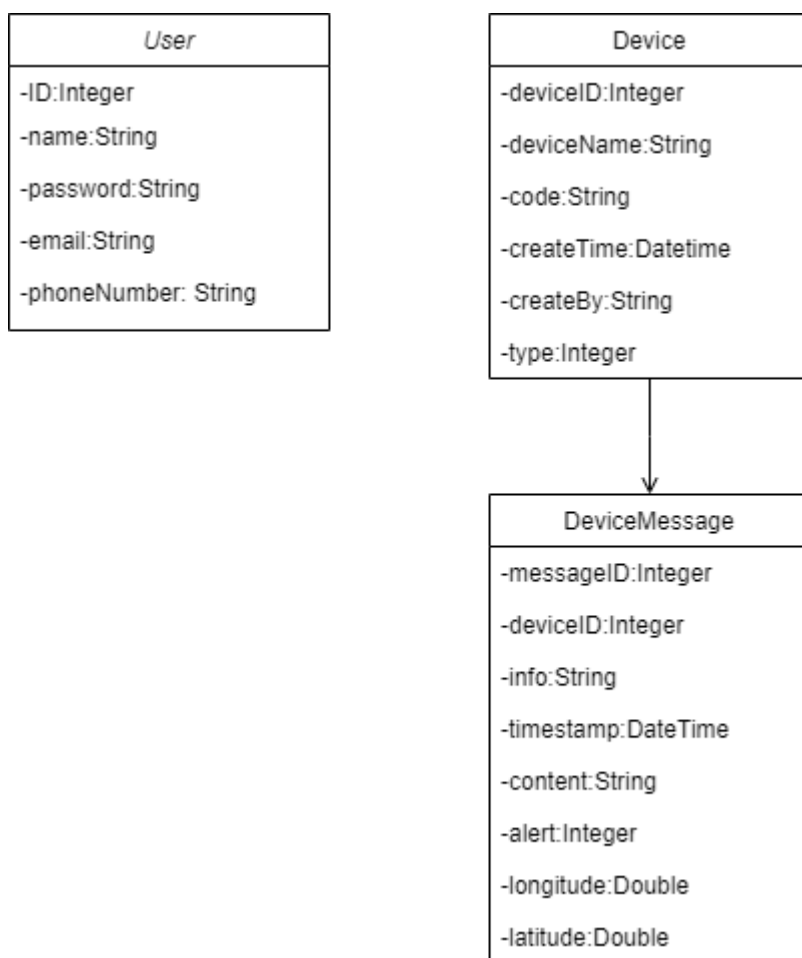 User
-ID:Integer
-name:String
-password:String
-email:String
-phoneNumber: String
Device
-deviceID:Integer
-deviceName:String
-code:String
-createTime:Datetime
-createBy:String
-type:Integer
DeviceMessage
-messageID:Integer
-deviceID:Integer
-info:String
-timestamp:DateTime
-content:String
-alert:Integer
-longitude:Double
-latitude:Double